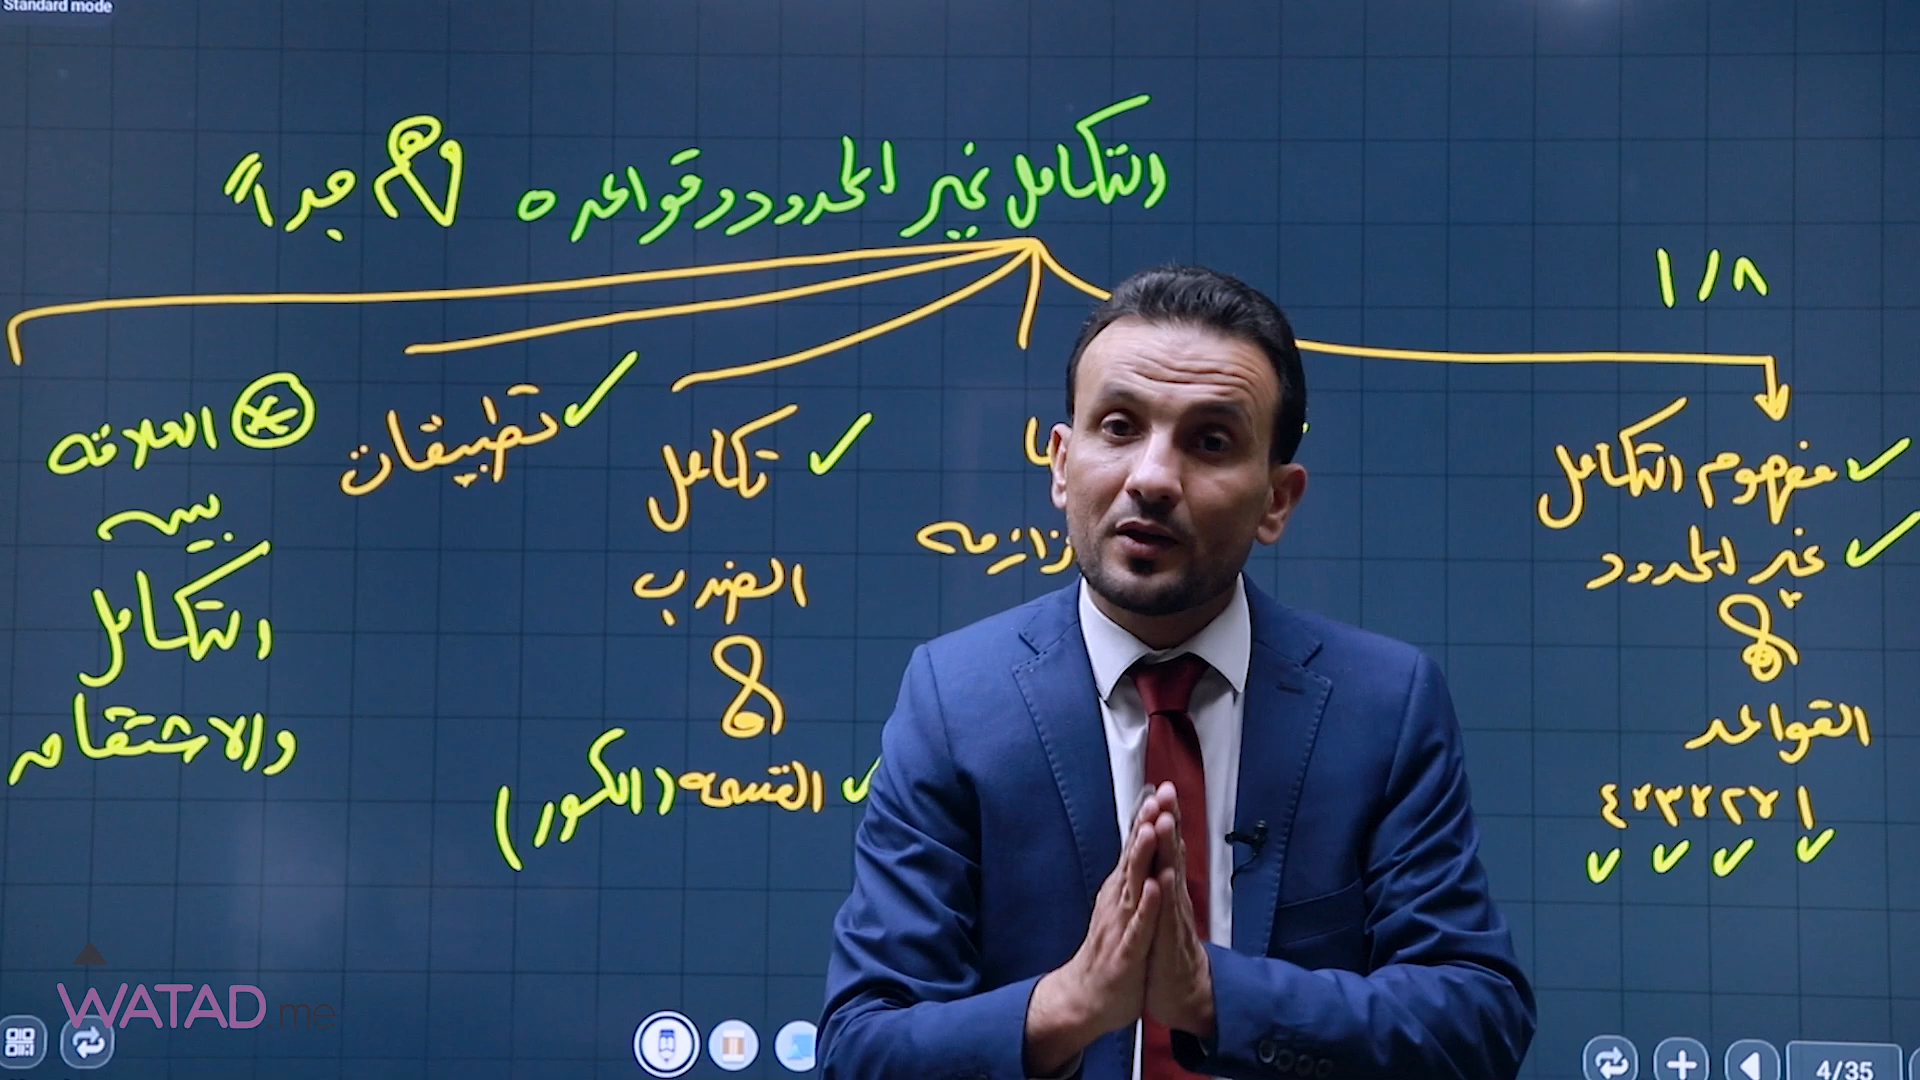 Standard mode
التكامل غير المحدود وقواعده
جداً
١/٨
مفهوم التكامل
غير المحدود
&
القواعد
١ ، ٢ ، ٣ ، ٤
تكامل
الضرب
&
القسمة (الكسور)
تطبيقات
العلاقة
بين
التكامل
والاشتقاق
WATAD.me
4/35